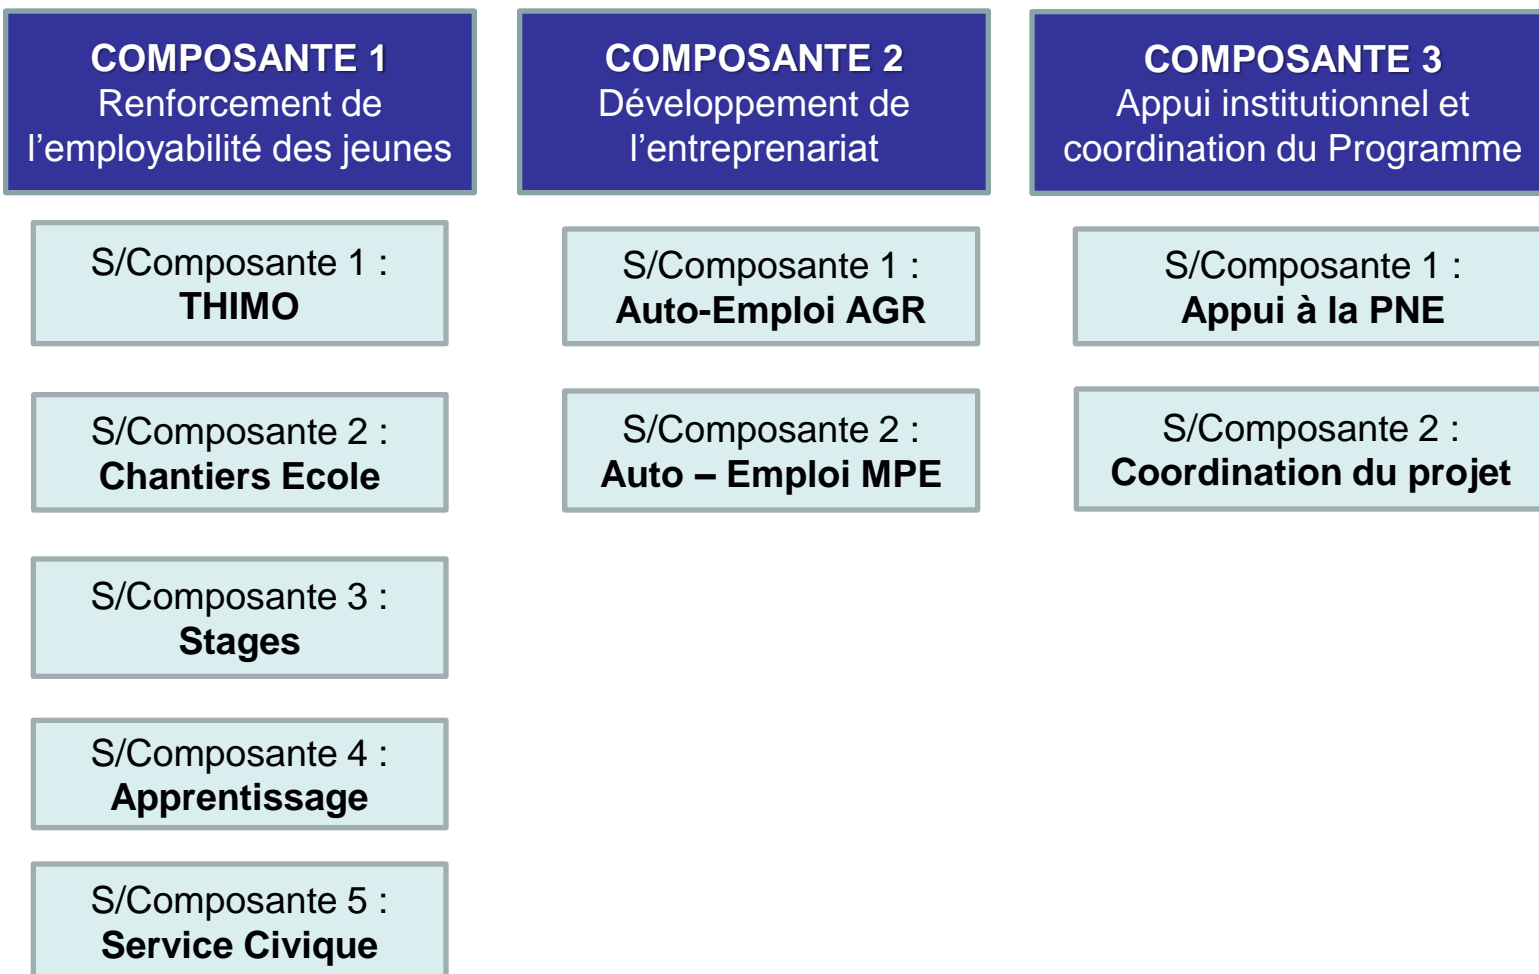 COMPOSANTE 1
Renforcement de
l’employabilité des jeunes
S/Composante 1 :
THIMO
S/Composante 2 :
Chantiers Ecole
S/Composante 3 :
Stages
S/Composante 4 :
Apprentissage
S/Composante 5 :
Service Civique
COMPOSANTE 2
Développement de
l’entreprenariat
S/Composante 1 :
Auto-Emploi AGR
S/Composante 2 :
Auto – Emploi MPE
COMPOSANTE 3
Appui institutionnel et
coordination du Programme
S/Composante 1 :
Appui à la PNE
S/Composante 2 :
Coordination du projet